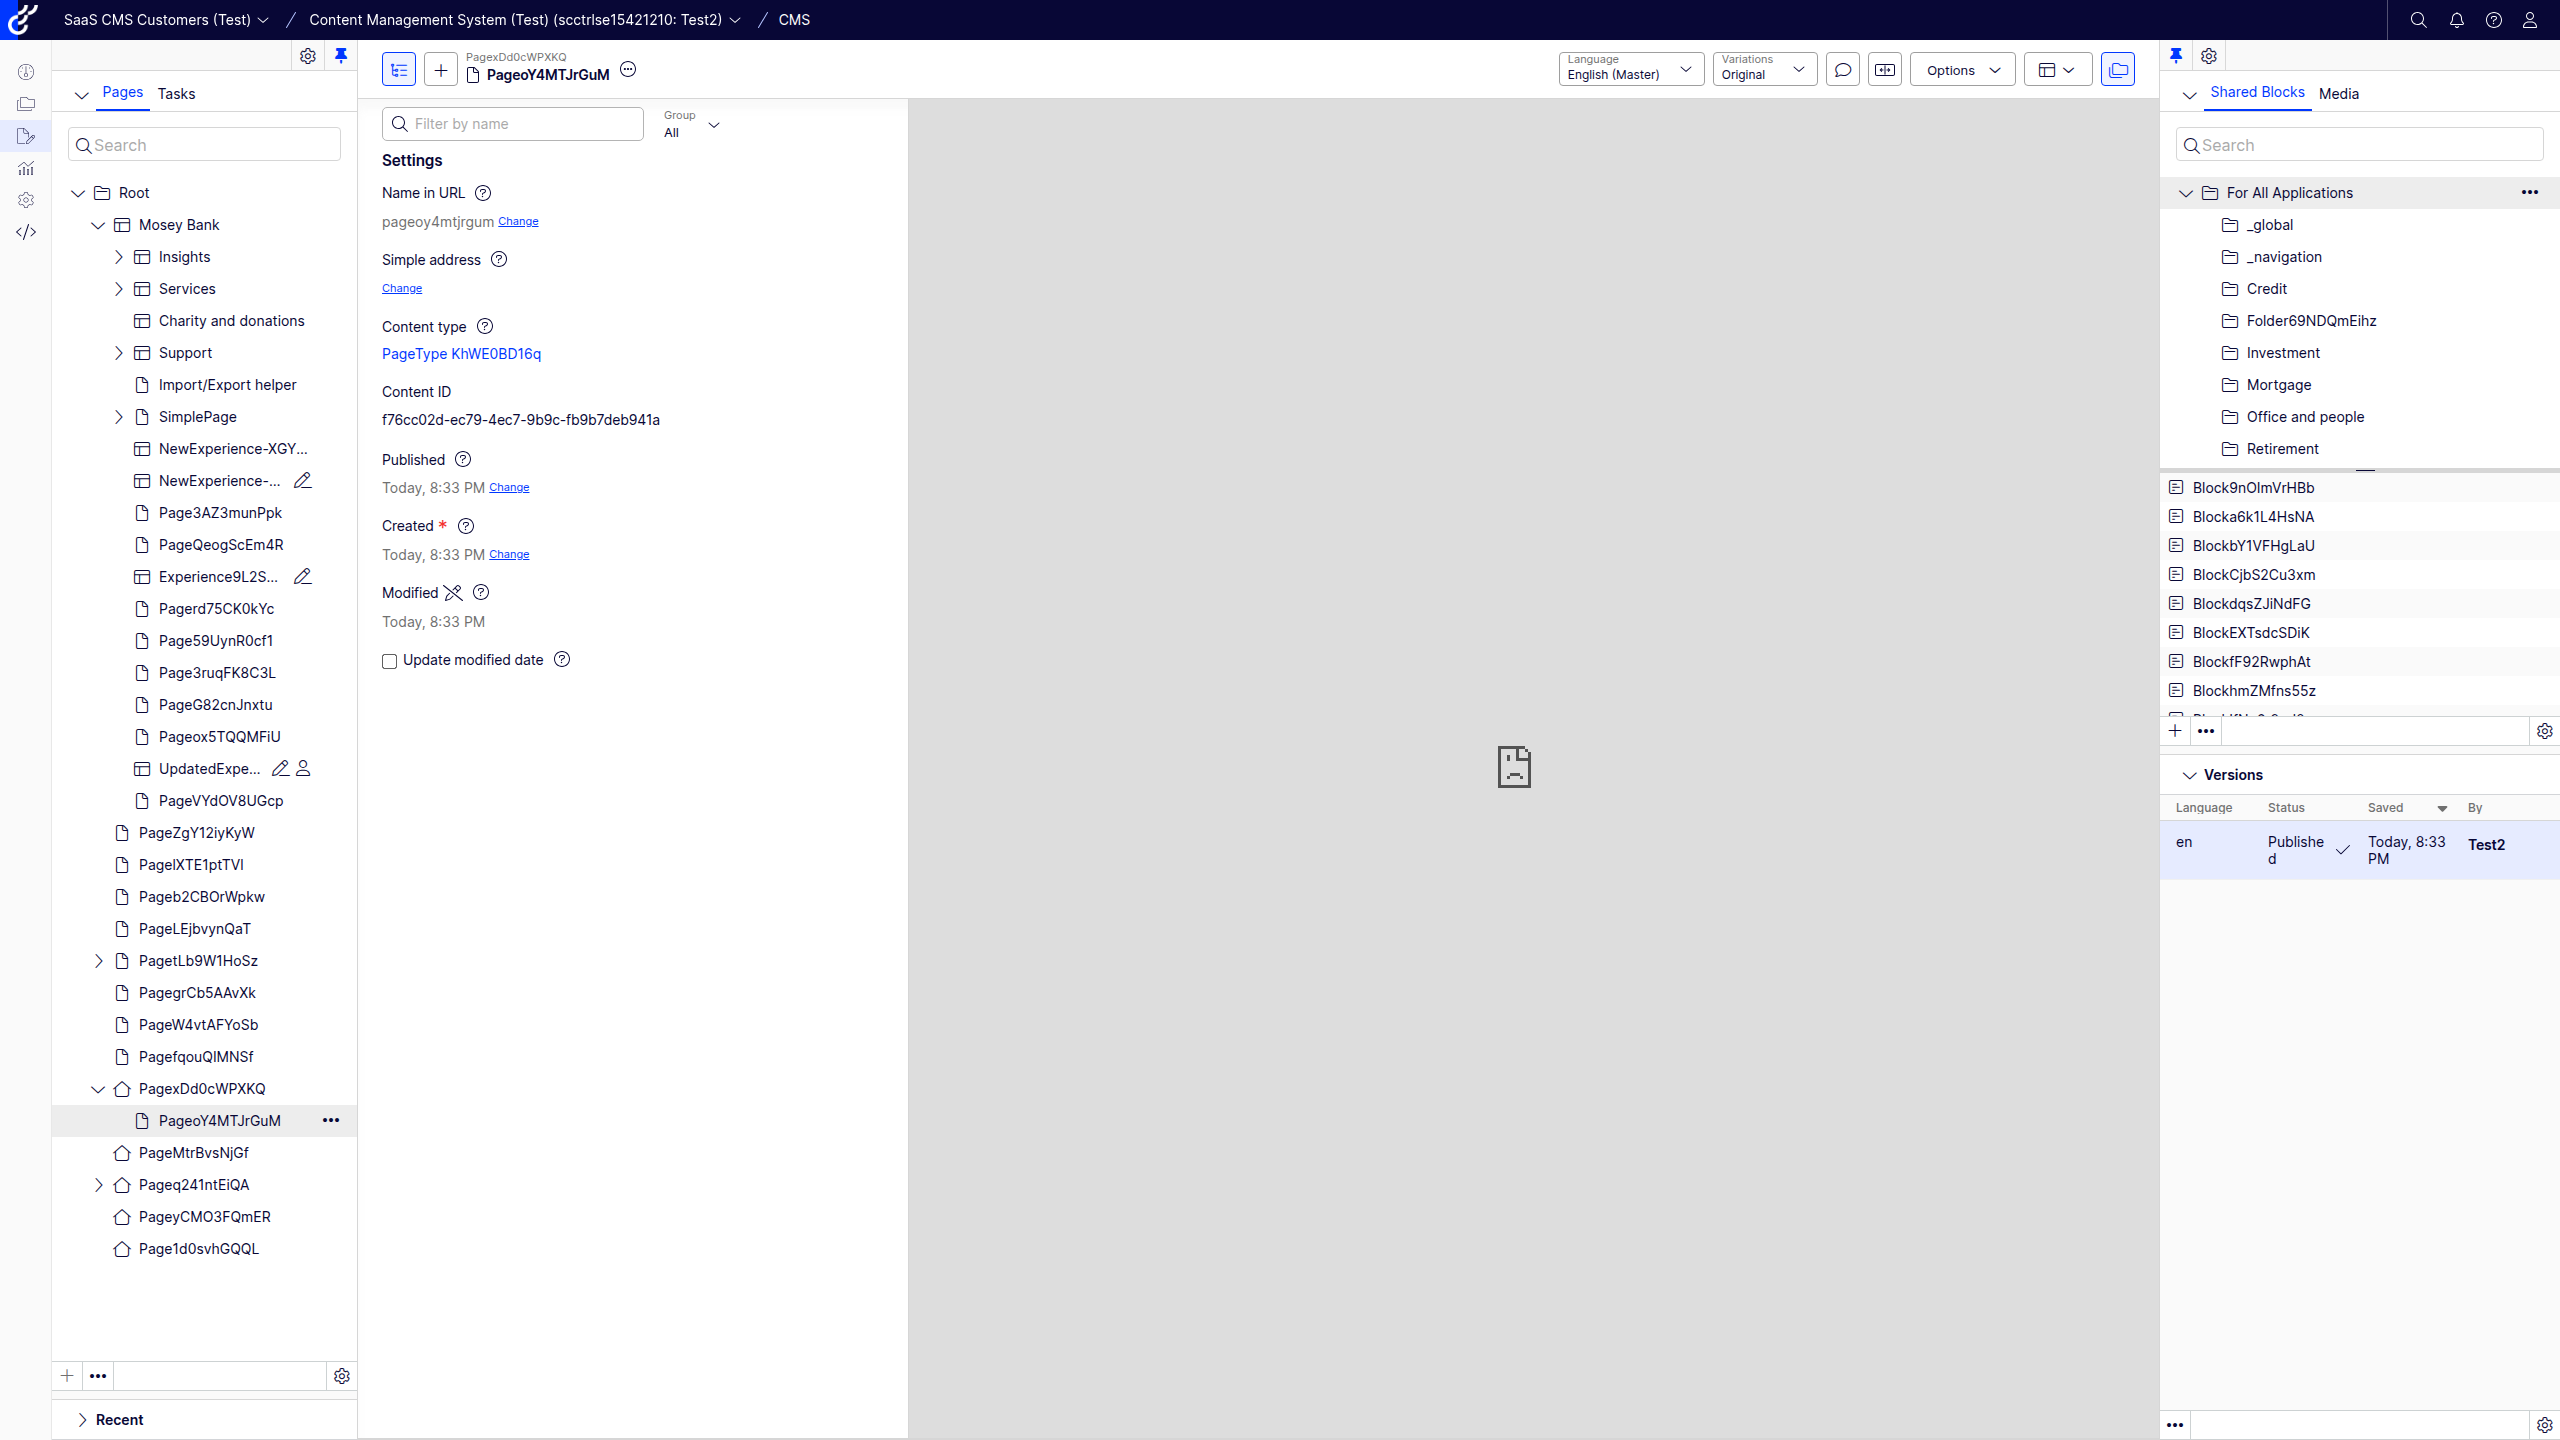 SaaS CMS Customers (Test) / Content Management System (Test) (scctrlse15421210: Test2) / CMS
Pages Tasks
Search
Root
Mosey Bank
Insights
Services
Charity and donations
Support
Import/Export helper
SimplePage
NewExperience-XGY...
NewExperience-...
Page3AZ3munPpk
PageQeogScEm4R
Experience9L2S...
Pagerd75CK0kYc
Page59UynR0cf1
Page3ruqFK8C3L
PageG82cnJnxtu
Pageox5TQQMFiU
UpdatedExpe...
PageVYdOV8UGcp
PageZgY12iyKyW
PageIXTE1ptTVI
Pageb2CBOrWpkw
PageLEjbvynQaT
PagetLb9W1HoSz
PagegrCb5AAvXk
PageW4vtAFYoSb
PagefqouQIMNSf
PagexDd0cWPXKQ
PageoY4MTJrGuM
PageMtrBvsNjGf
Pageq241ntEiQA
PageyCMO3FQmER
Page1d0svhGQQL
Recent
PagexDd0cWPXKQ
PageoY4MTJrGuM
Language
English (Master)
Variations
Original
Options
Filter by name
Group
All
Settings
Name in URL
pageoy4mtjrgum Change
Simple address
Change
Content type
PageType KhWE0BD16q
Content ID
f76cc02d-ec79-4ec7-9b9c-fb9b7deb941a
Published
Today, 8:33 PM Change
Created *
Today, 8:33 PM Change
Modified
Today, 8:33 PM
Update modified date
Shared Blocks Media
Search
For All Applications
_global
_navigation
Credit
Folder69NDQmEihz
Investment
Mortgage
Office and people
Retirement
Block9nOlmVrHBb
Blocka6k1L4HsNA
BlockbY1VFHgLaU
BlockCjbS2Cu3xm
BlockdqsZJiNdFG
BlockEXTsdcSDiK
BlockfF92RwphAt
BlockhmZMfns55z
Versions
Language Status Saved By
en Publishe Today, 8:33 Test2
d PM